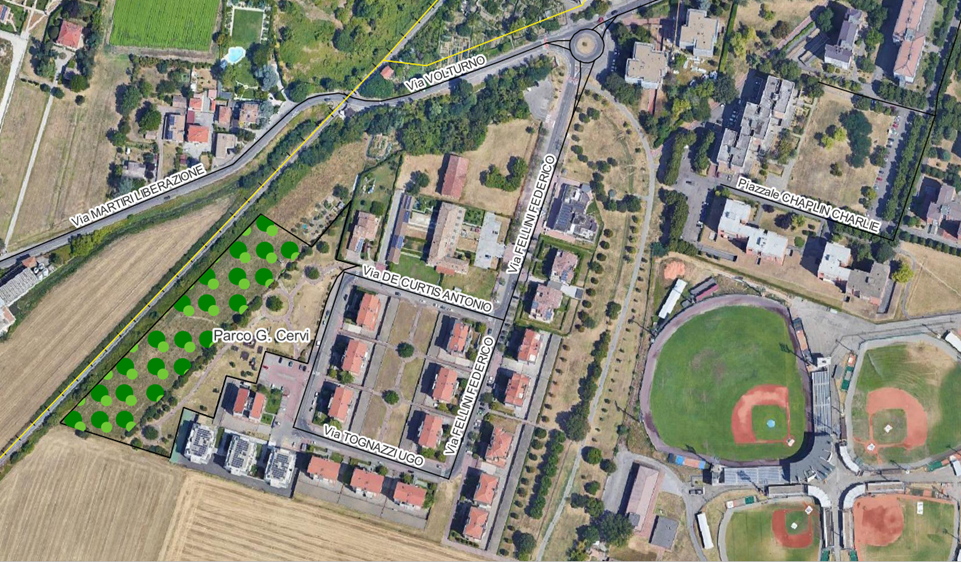 Via VOLTURNO
Via MARTIRI LIBERAZIONE
Piazzale CHAPLIN CHARLIE
Via FELLINI FEDERICO
Via DE CURTIS ANTONIO
Parco G. Cervi
Via FELLINI FEDERICO
Via TOGNAZZI UGO